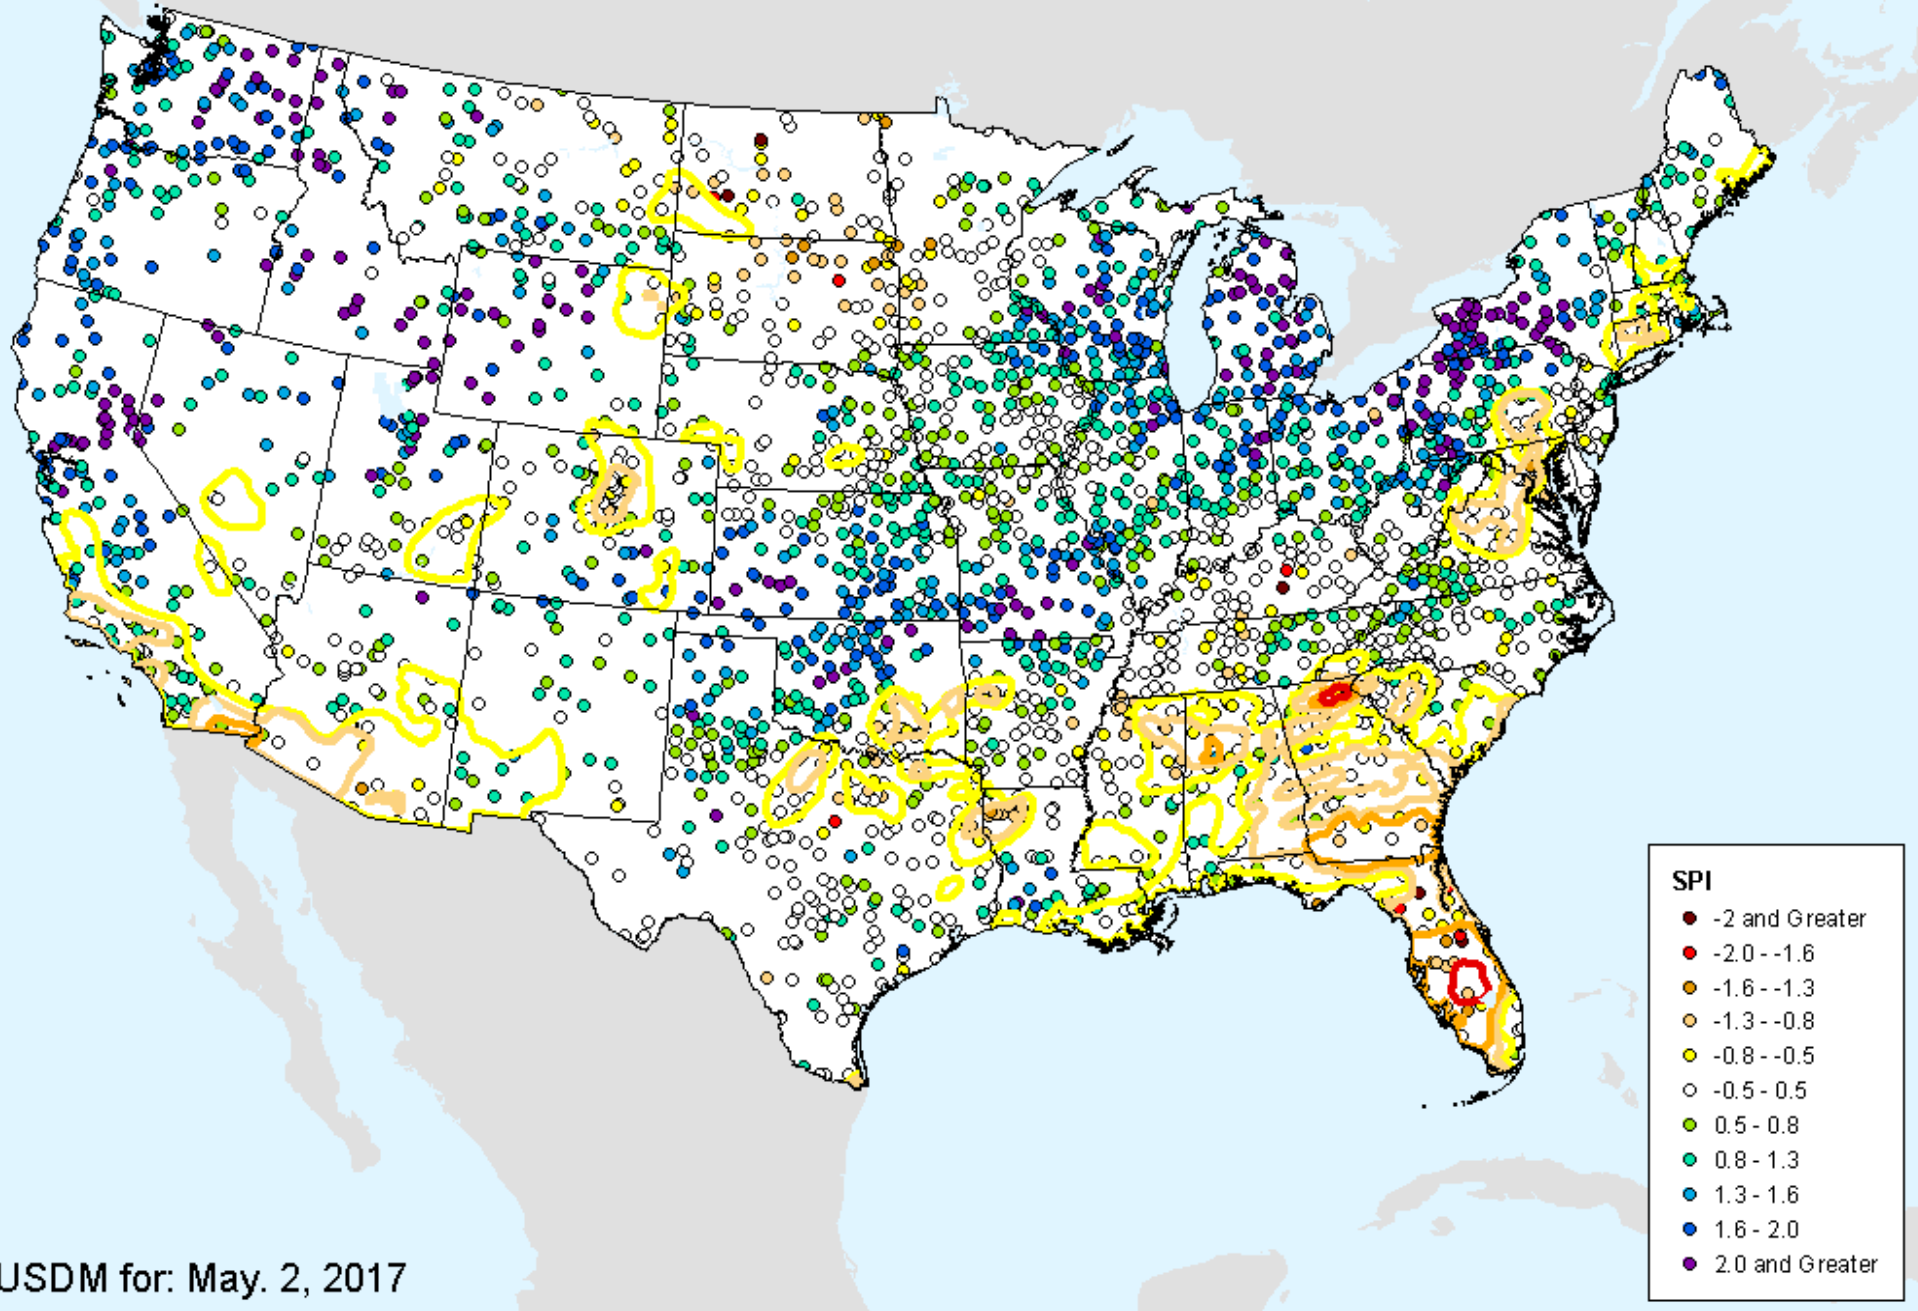 SPI
-2 and Greater
-2.0 - -1.6
-1.6 - -1.3
-1.3 - -0.8
-0.8 - -0.5
-0.5 - 0.5
0.5 - 0.8
0.8 - 1.3
1.3 - 1.6
1.6 - 2.0
2.0 and Greater
USDM for: May. 2, 2017